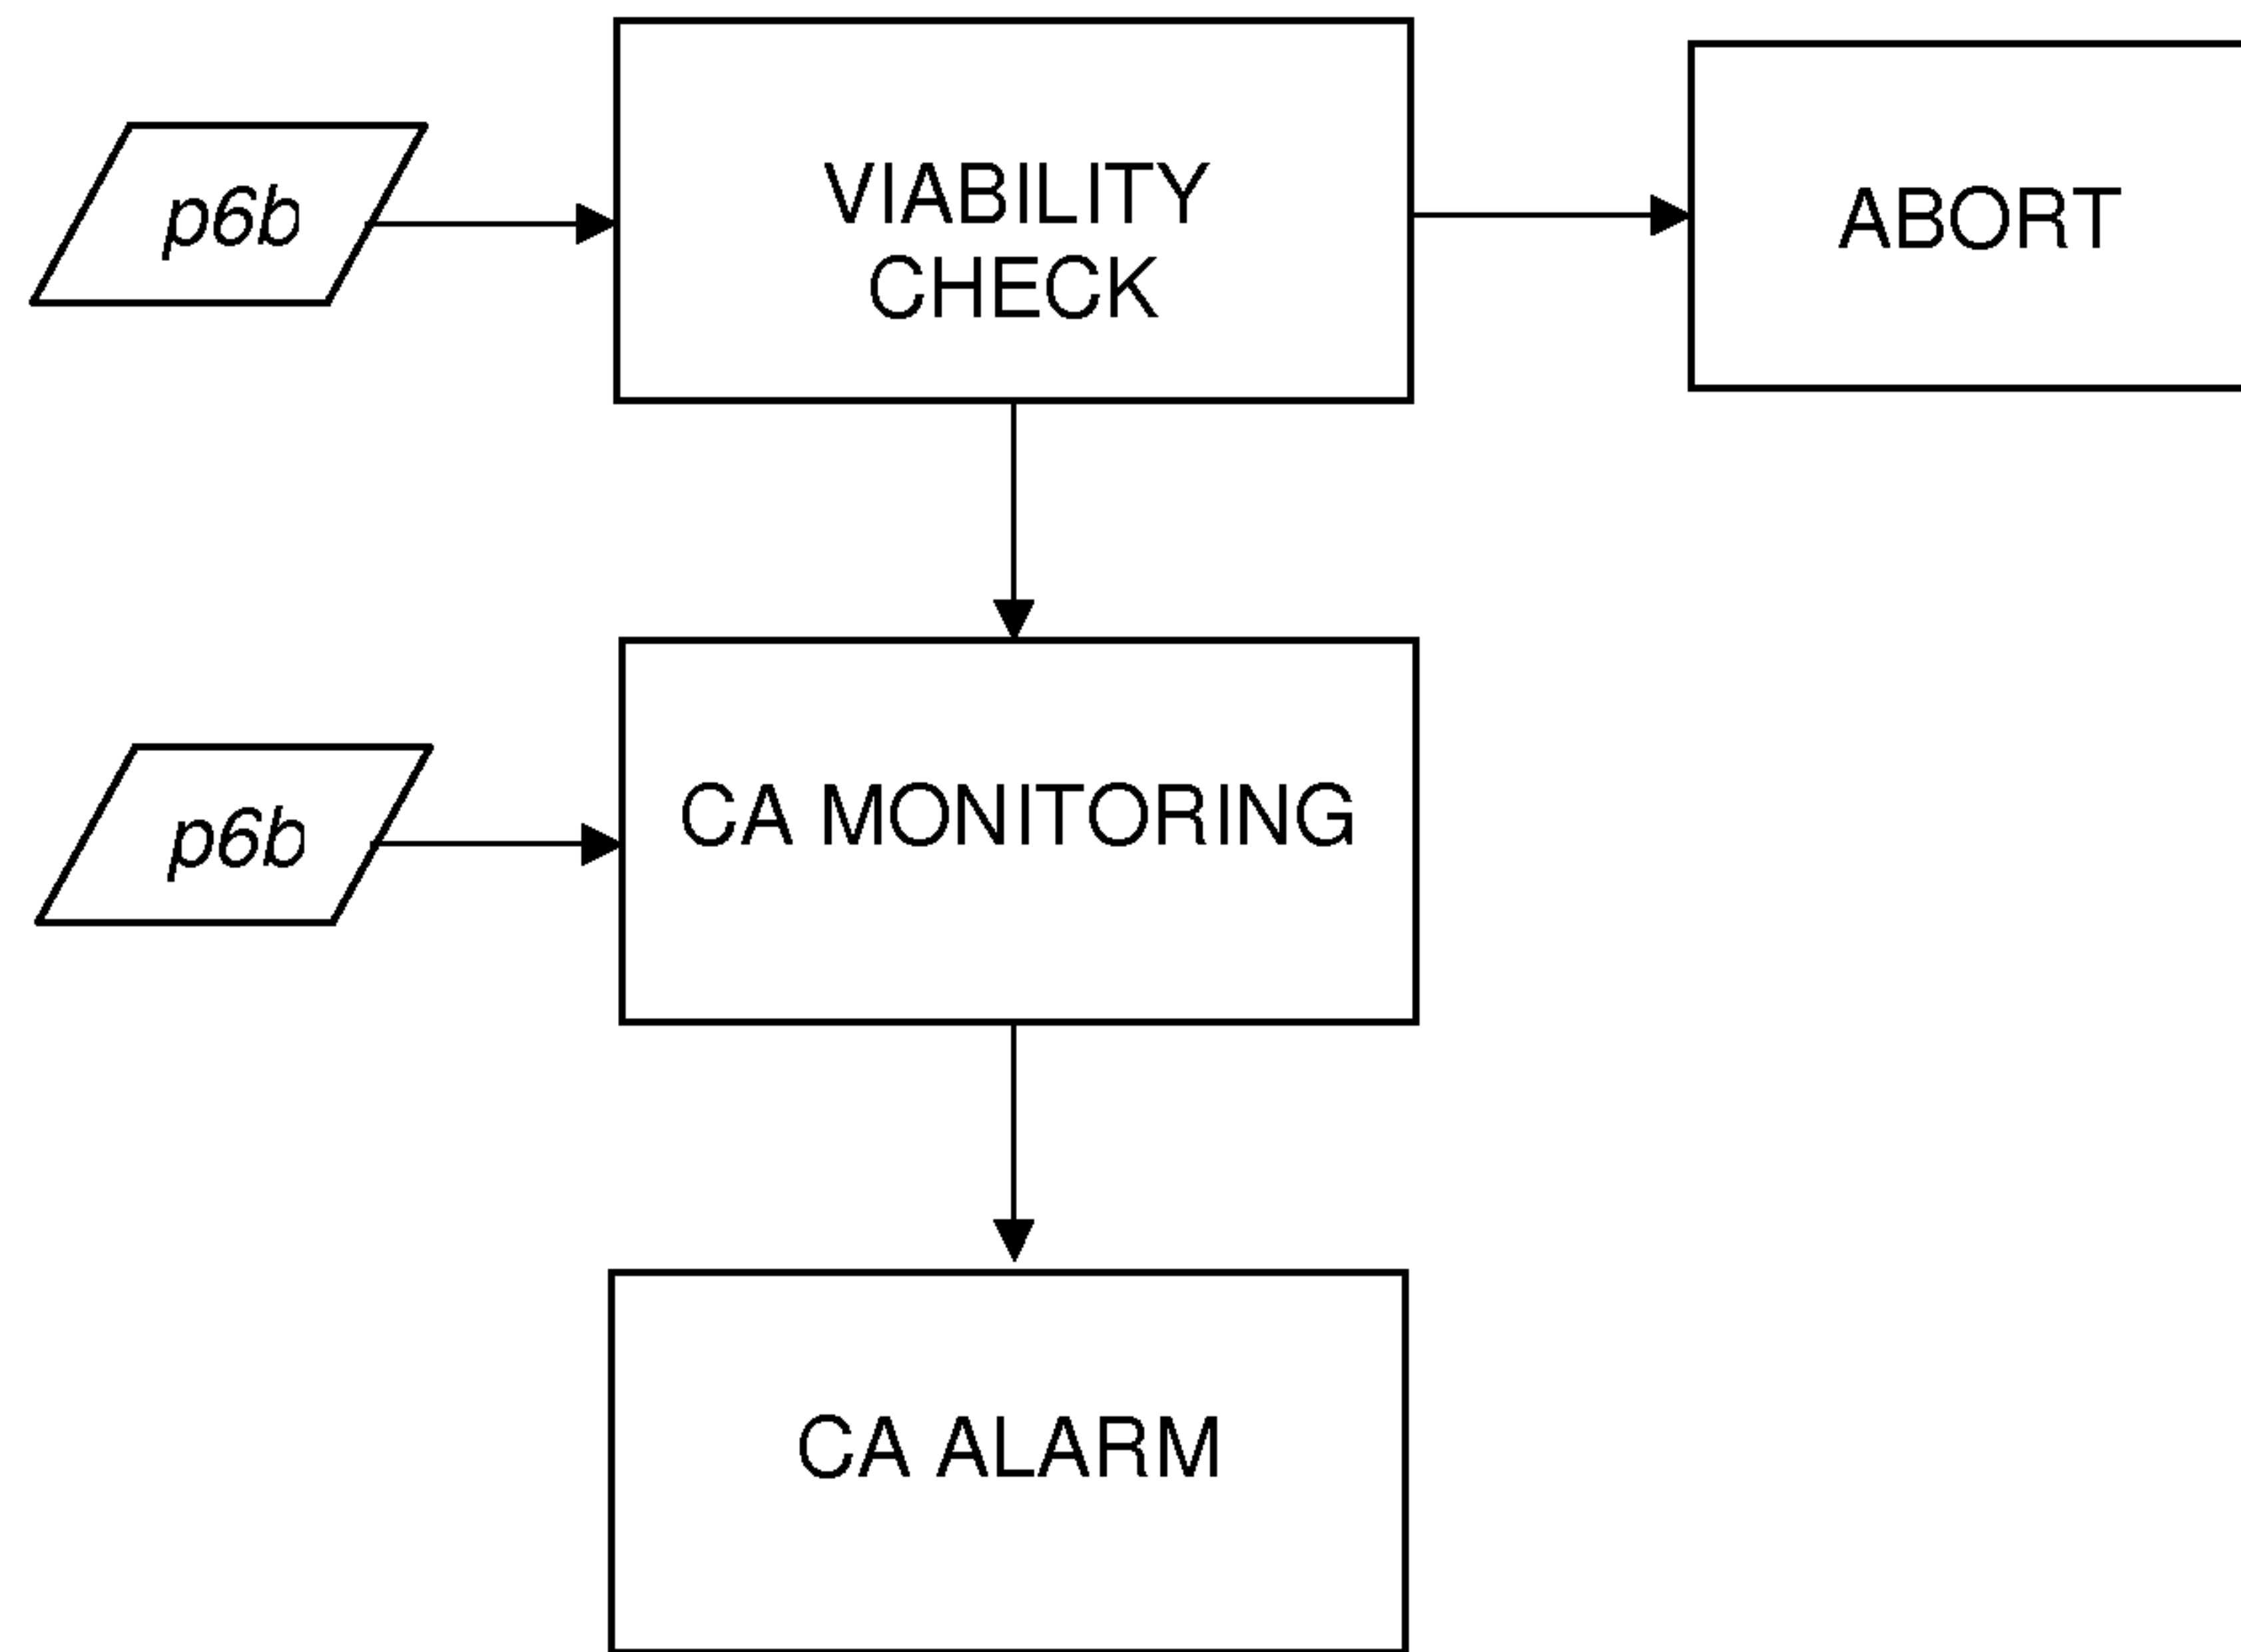 p6b
VIABILITY
CHECK
ABORT
p6b
CA MONITORING
CA ALARM